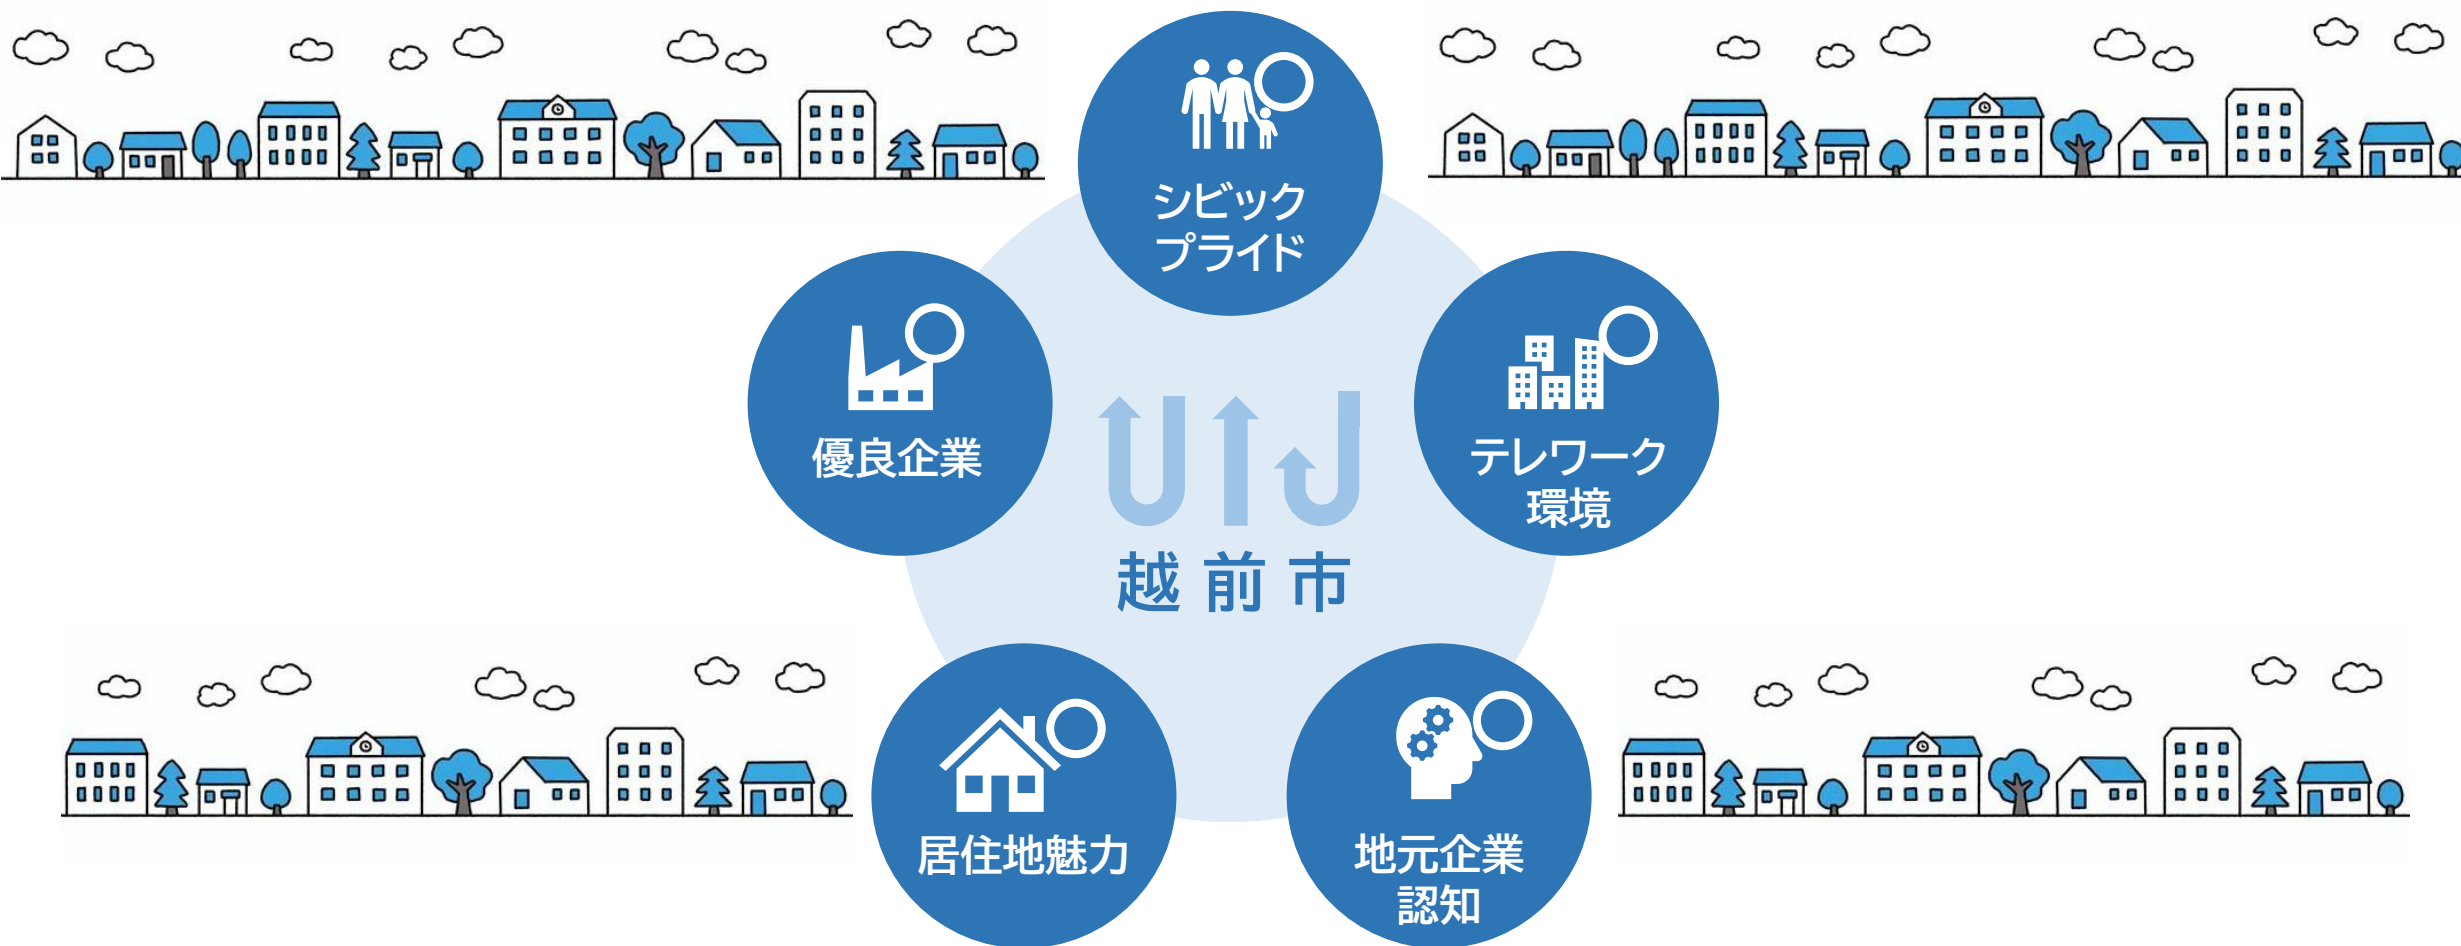 シビック
プライド
優良企業
テレワーク
環境
UIJ
越前市
居住地魅力
地元企業
認知